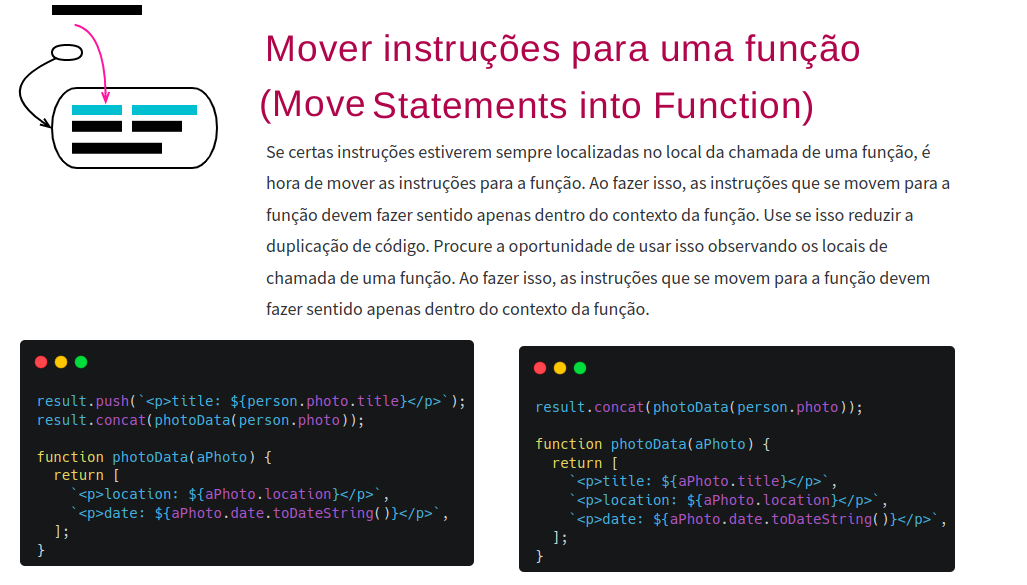 Mover instruções para uma função
(Move Statements into Function)
Se certas instruções estiverem sempre localizadas no local da chamada de uma função, é
hora de mover as instruções para a função. Ao fazer isso, as instruções que se movem para a
função devem fazer sentido apenas dentro do contexto da função. Use se isso reduzir a
duplicação de código. Procure a oportunidade de usar isso observando os locais de
chamada de uma função. Ao fazer isso, as instruções que se movem para a função devem
fazer sentido apenas dentro do contexto da função.
result.push(`<p>title: ${person.photo.title}</p>`);
result.concat(photoData(person.photo));
function photoData(aPhoto) {
return [
`<p>location: ${aPhoto.location}</p>`,
`<p>date: ${aPhoto.date.toDateString()}</p>`,
];
}
result.concat(photoData(person.photo));
function photoData(aPhoto) {
return [
`<p>title: ${aPhoto.title}</p>`,
`<p>location: ${aPhoto.location}</p>`,
`<p>date: ${aPhoto.date.toDateString()}</p>`,
];
}